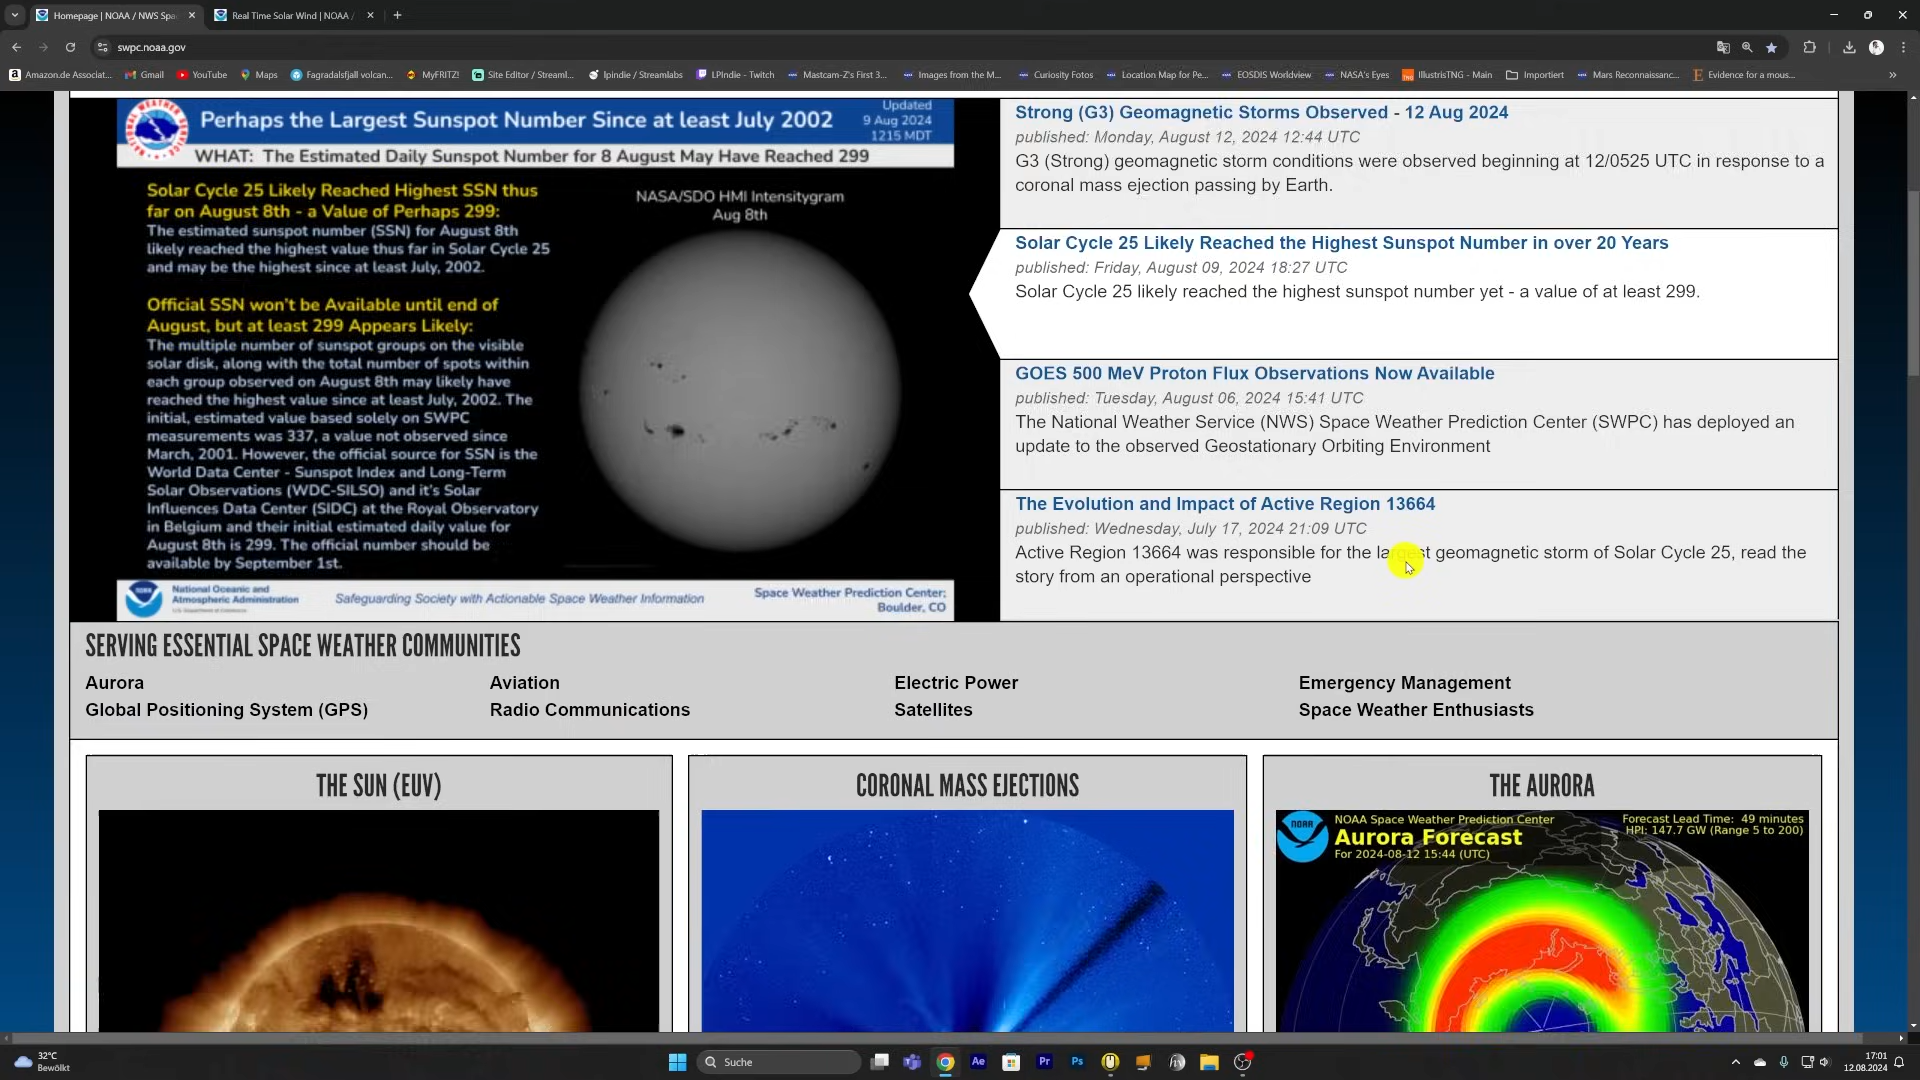 Homepage | NOAA / NWS Spac
Real Time Solar Wind | NOAA /
swpc.noaa.gov
Amazon.de Associat...
Gmail
YouTube
Maps
Fagradalsfjall volcan...
MyFRITZ!
Site Editor / Streaml...
lpindie / Streamlabs
LPIndie - Twitch
Mastcam-Z's First 3...
Images from the M...
Curiosity Fotos
Location Map for Pe...
EOSDIS Worldview
NASA's Eyes
IllustrisTNG - Main
Importiert
Mars Reconnaissanc...
Evidence for a mous...
Perhaps the Largest Sunspot Number Since at least July 2002
Updated
9 Aug 2024
1215 MDT
WHAT: The Estimated Daily Sunspot Number for 8 August May Have Reached 299
Solar Cycle 25 Likely Reached Highest SSN thus
far on August 8th - a Value of Perhaps 299:
The estimated sunspot number (SSN) for August 8th
likely reached the highest value thus far in Solar Cycle 25
and may be the highest since at least July, 2002.
Official SSN won't be Available until end of
August, but at least 299 Appears Likely:
The multiple number of sunspot groups on the visible
solar disk, along with the total number of spots within
each group observed on August 8th may likely have
reached the highest value since at least July, 2002. The
initial, estimated value based solely on SWPC
measurements was 337, a value not observed since
March, 2001. However, the official source for SSN is the
World Data Center - Sunspot Index and Long-Term
Solar Observations (WDC-SILSO) and it's Solar
Influences Data Center (SIDC) at the Royal Observatory
in Belgium and their initial estimated daily value for
August 8th is 299. The official number should be
available by September 1st.
NASA/SDO HMI Intensitygram
Aug 8th
National Oceanic and
Atmospheric Administration
Safeguarding Society with Actionable Space Weather Information
Space Weather Prediction Center;
Boulder, CO
Strong (G3) Geomagnetic Storms Observed - 12 Aug 2024
published: Monday, August 12, 2024 12:44 UTC
G3 (Strong) geomagnetic storm conditions were observed beginning at 12/0525 UTC in response to a
coronal mass ejection passing by Earth.
Solar Cycle 25 Likely Reached the Highest Sunspot Number in over 20 Years
published: Friday, August 09, 2024 18:27 UTC
Solar Cycle 25 likely reached the highest sunspot number yet - a value of at least 299.
GOES 500 MeV Proton Flux Observations Now Available
published: Tuesday, August 06, 2024 15:41 UTC
The National Weather Service (NWS) Space Weather Prediction Center (SWPC) has deployed an
update to the observed Geostationary Orbiting Environment
The Evolution and Impact of Active Region 13664
published: Wednesday, July 17, 2024 21:09 UTC
Active Region 13664 was responsible for the largest geomagnetic storm of Solar Cycle 25, read the
story from an operational perspective
SERVING ESSENTIAL SPACE WEATHER COMMUNITIES
Aurora
Aviation
Electric Power
Emergency Management
Global Positioning System (GPS)
Radio Communications
Satellites
Space Weather Enthusiasts
THE SUN (EUV)
CORONAL MASS EJECTIONS
THE AURORA
NOAA
NOAA Space Weather Prediction Center
Aurora Forecast
For 2024-08-12 15:44 (UTC)
Forecast Lead Time: 49 minutes
HPI: 147.7 GW (Range 5 to 200)
32°C
Bewölkt
Suche
Ae
Pr
Ps
17:01
12.08.2024